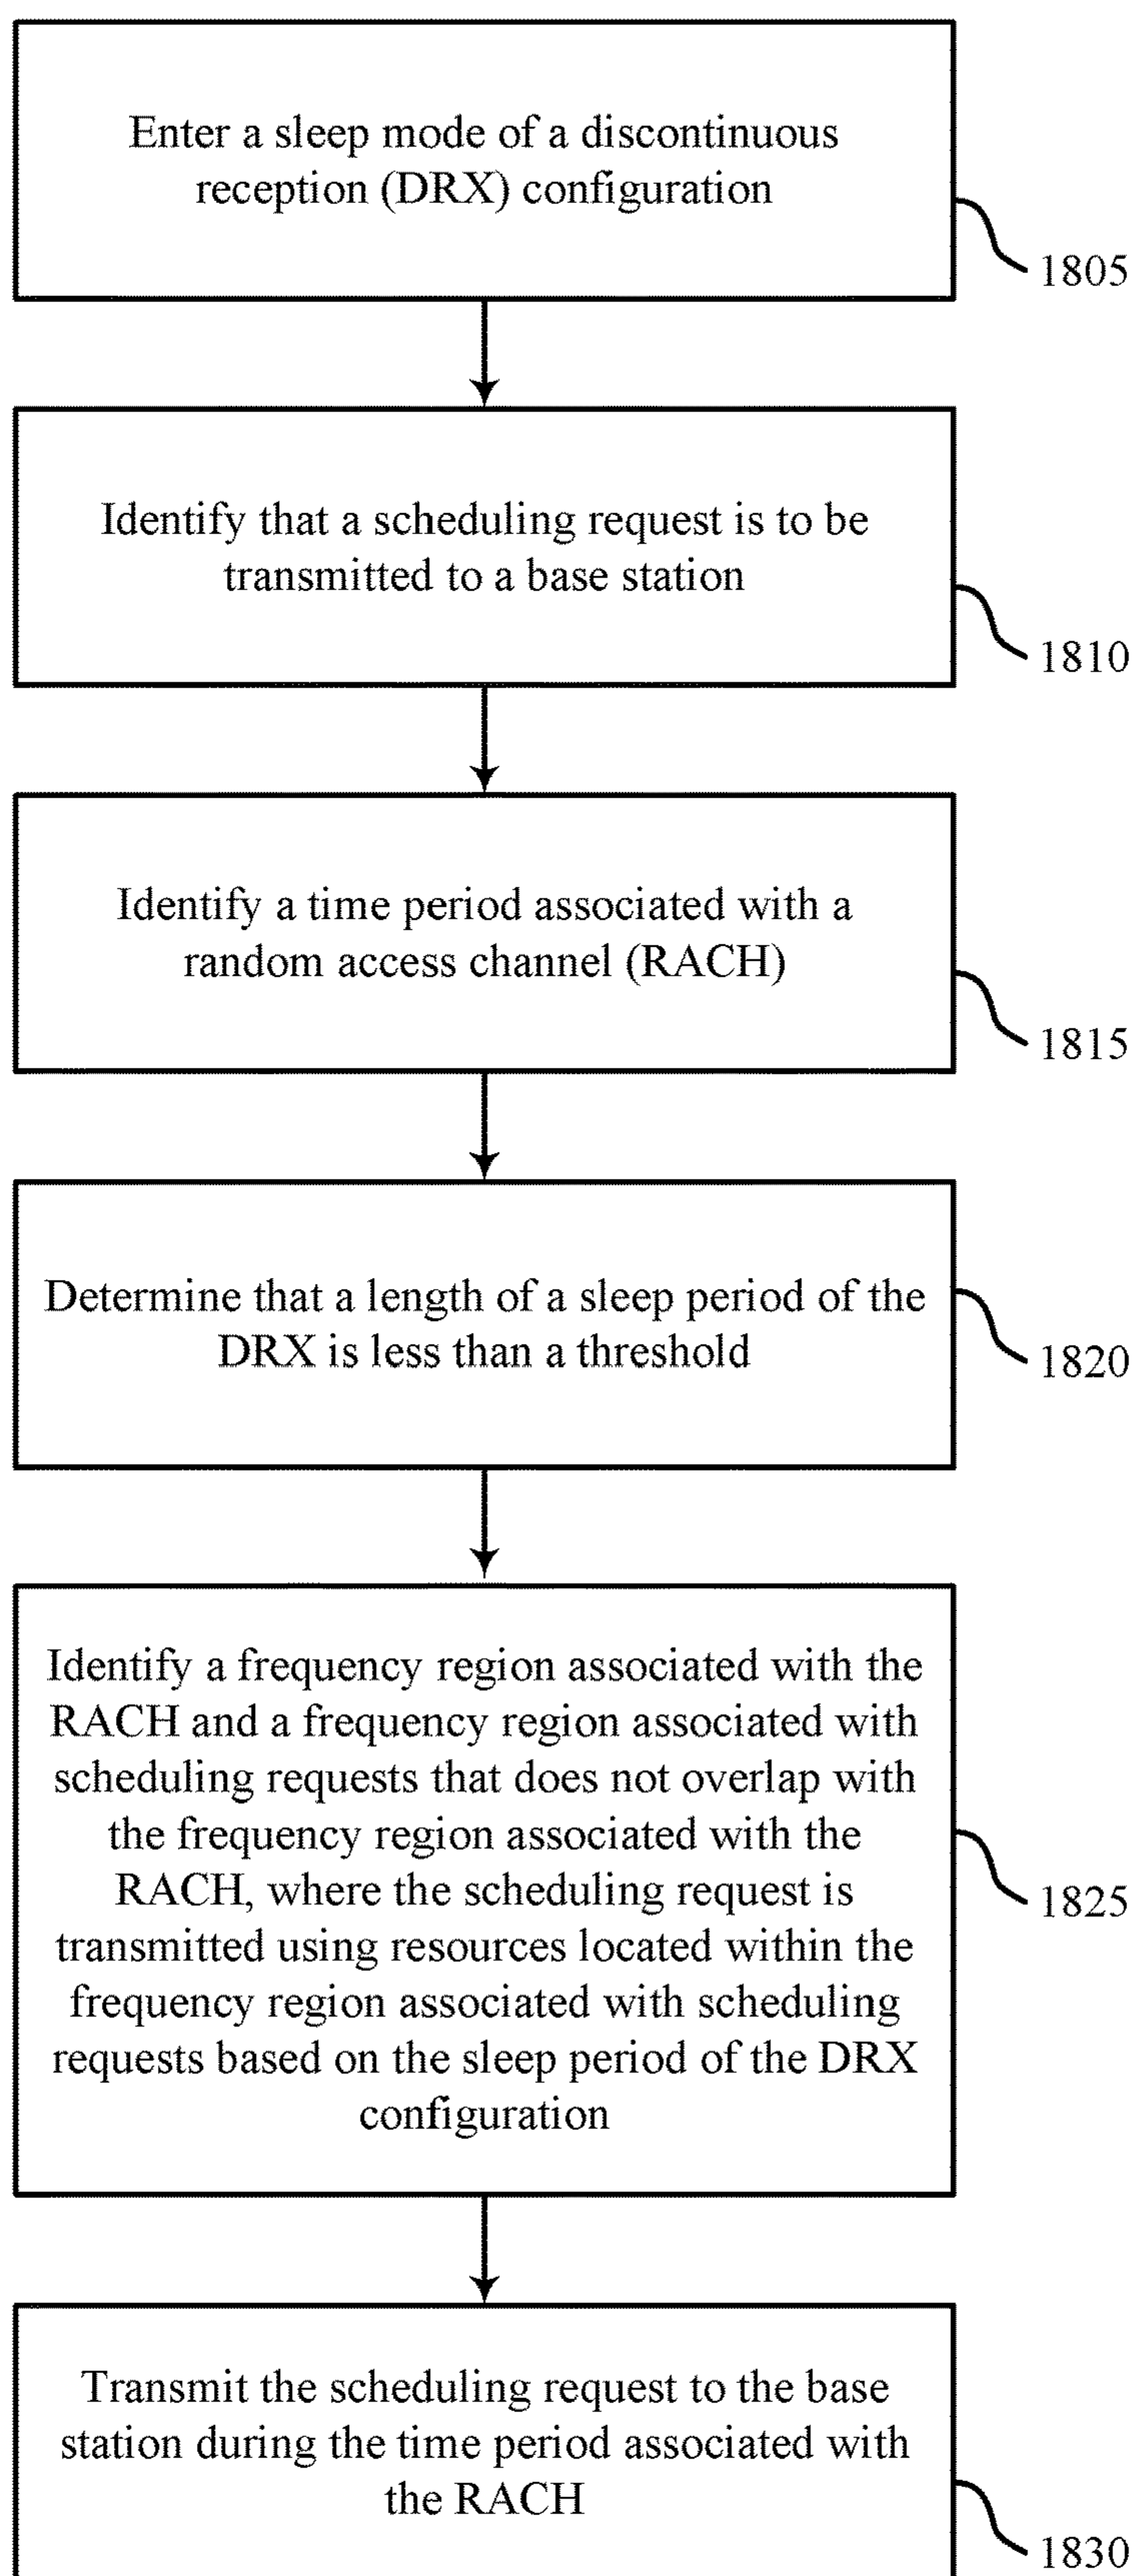 Enter a sleep mode of a discontinuous
reception (DRX) configuration
1805
Identify that a scheduling request is to be
transmitted to a base station
1810
Identify a time period associated with a
random access channel (RACH)
1815
Determine that a length of a sleep period of the
DRX is less than a threshold
1820
Identify a frequency region associated with the
RACH and a frequency region associated with
scheduling requests that does not overlap with
the frequency region associated with the
RACH, where the scheduling request is
transmitted using resources located within the
frequency region associated with scheduling
requests based on the sleep period of the DRX
configuration
1825
Transmit the scheduling request to the base
station during the time period associated with
the RACH
1830